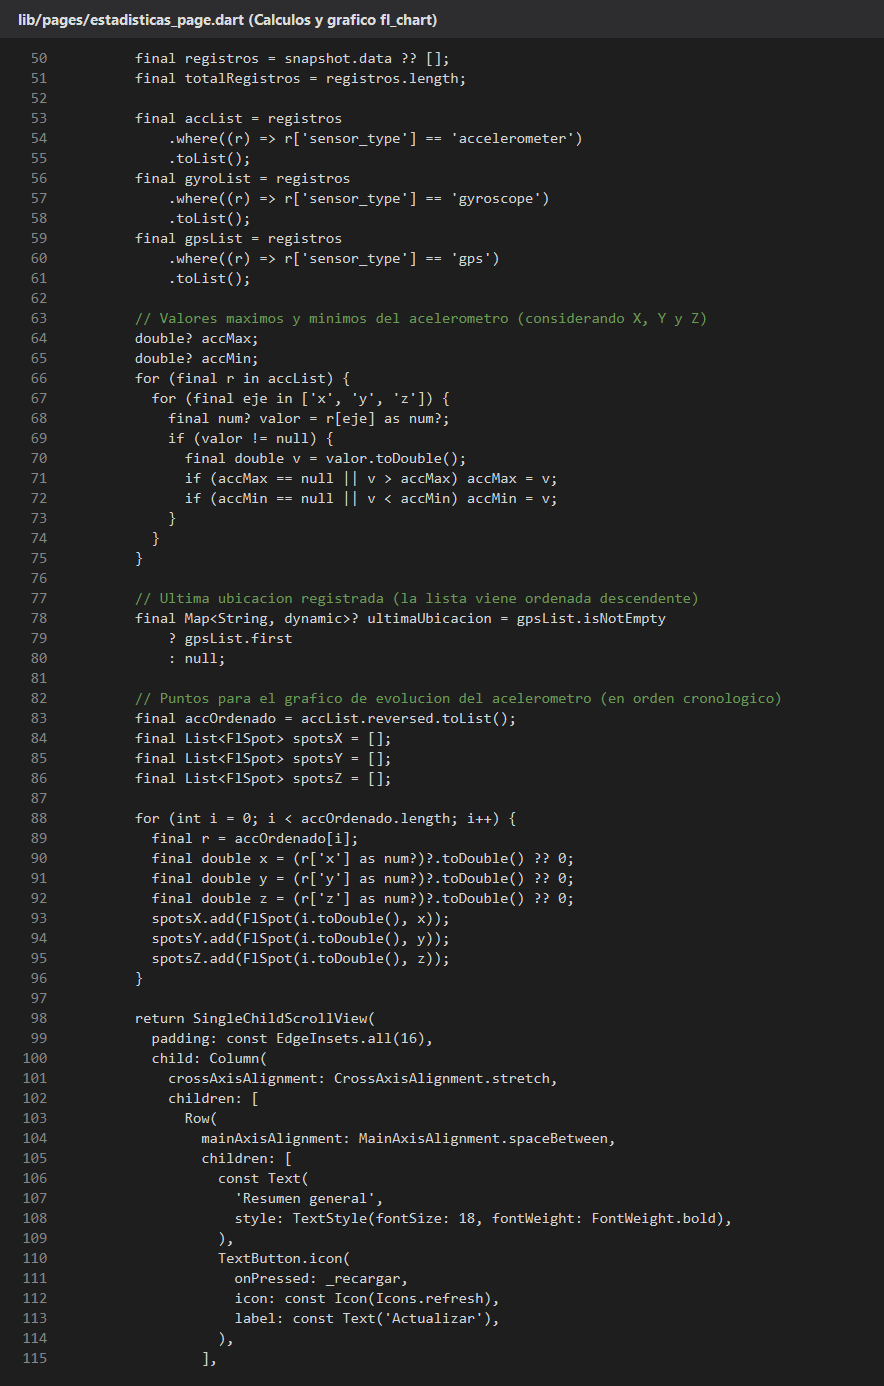 lib/pages/estadisticas_page.dart (Calculos y grafico fl_chart)
50 final registros = snapshot.data ?? [];
51 final totalRegistros = registros.length;
52
53 final accList = registros
54 .where((r) => r['sensor_type'] == 'accelerometer')
55 .toList();
56 final gyroList = registros
57 .where((r) => r['sensor_type'] == 'gyroscope')
58 .toList();
59 final gpsList = registros
60 .where((r) => r['sensor_type'] == 'gps')
61 .toList();
62
63 // Valores maximos y minimos del acelerometro (considerando X, Y y Z)
64 double? accMax;
65 double? accMin;
66 for (final r in accList) {
67 for (final eje in ['x', 'y', 'z']) {
68 final num? valor = r[eje] as num?;
69 if (valor != null) {
70 final double v = valor.toDouble();
71 if (accMax == null || v > accMax) accMax = v;
72 if (accMin == null || v < accMin) accMin = v;
73 }
74 }
75 }
76
77 // Ultima ubicacion registrada (la lista viene ordenada descendente)
78 final Map<String, dynamic>? ultimaUbicacion = gpsList.isNotEmpty
79 ? gpsList.first
80 : null;
81
82 // Puntos para el grafico de evolucion del acelerometro (en orden cronologico)
83 final accOrdenado = accList.reversed.toList();
84 final List<FlSpot> spotsX = [];
85 final List<FlSpot> spotsY = [];
86 final List<FlSpot> spotsZ = [];
87
88 for (int i = 0; i < accOrdenado.length; i++) {
89 final r = accOrdenado[i];
90 final double x = (r['x'] as num?)?.toDouble() ?? 0;
91 final double y = (r['y'] as num?)?.toDouble() ?? 0;
92 final double z = (r['z'] as num?)?.toDouble() ?? 0;
93 spotsX.add(FlSpot(i.toDouble(), x));
94 spotsY.add(FlSpot(i.toDouble(), y));
95 spotsZ.add(FlSpot(i.toDouble(), z));
96 }
97
98 return SingleChildScrollView(
99 padding: const EdgeInsets.all(16),
100 child: Column(
101 crossAxisAlignment: CrossAxisAlignment.stretch,
102 children: [
103 Row(
104 mainAxisAlignment: MainAxisAlignment.spaceBetween,
105 children: [
106 const Text(
107 'Resumen general',
108 style: TextStyle(fontSize: 18, fontWeight: FontWeight.bold),
109 ),
110 TextButton.icon(
111 onPressed: _recargar,
112 icon: const Icon(Icons.refresh),
113 label: const Text('Actualizar'),
114 ),
115 ],